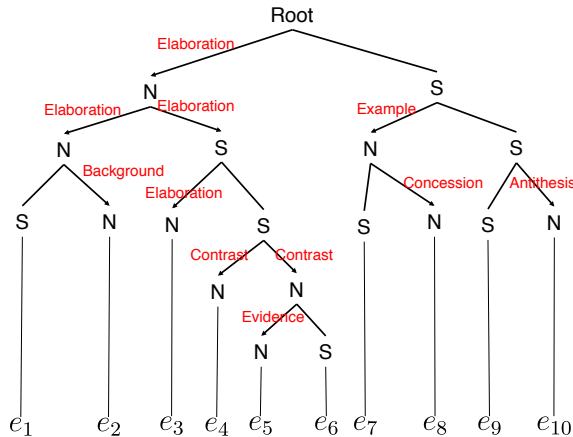 Root
Elaboration
N S
Elaboration Elaboration Example
N S N S
Background Elaboration Concession Antithesis
S N N S S N S N
Contrast Contrast
N N
Evidence
N S
e1 e2 e3 e4 e5 e6 e7 e8 e9 e10